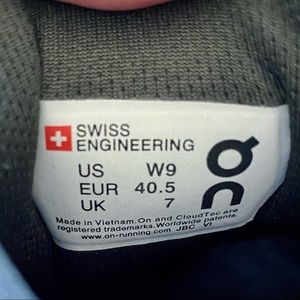 SWISS
ENGINEERING
US W9
EUR 40.5
UK 7
On
Made in Vietnam. On and CloudTec are
registered trademarks. Worldwide patents.
www.on-running.com JBC VI